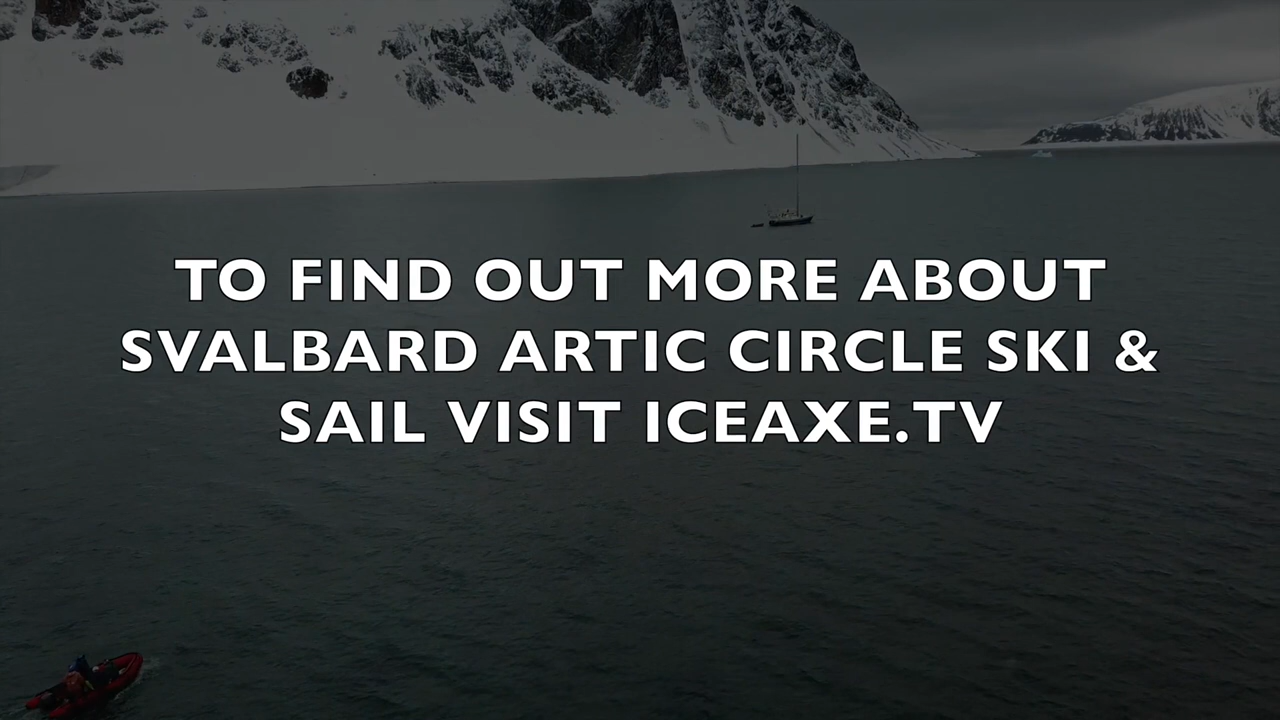 TO FIND OUT MORE ABOUT
SVALBARD ARTIC CIRCLE SKI &
SAIL VISIT ICEAXE.TV